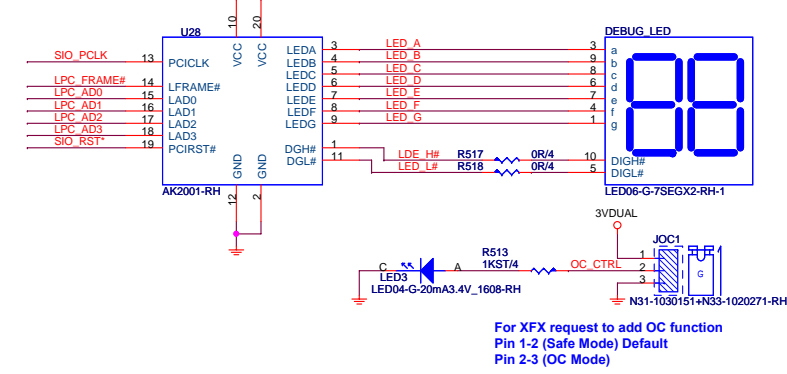 10
20
U28
DEBUG_LED
VCC
VCC
SIO_PCLK 13 PCICLK
LEDA 3 LED_A 3 a
LEDB 4 LED_B 9 b
LEDC 5 LED_C 8 c
LPC_FRAME# 14 LFRAME#
LEDD 6 LED_D 6 d
LPC_AD0 15 LAD0
LEDE 7 LED_E 7 e
LPC_AD1 16 LAD1
LEDF 8 LED_F 4 f
LPC_AD2 17 LAD2
LEDG 9 LED_G 1 g
LPC_AD3 18 LAD3
SIO_RST* 19 PCIRST#
DGH# 1 LDE_H# R517 0R/4 10 DIGH#
DGL# 11 LED_L# R518 0R/4 5 DIGL#
GND
GND
AK2001-RH
LED06-G-7SEGX2-RH-1
12
2
3VDUAL
JOC1
R513
1KST/4
OC_CTRL
1
2
3
G
C
A
LED3
LED04-G-20mA3.4V_1608-RH
N31-1030151+N33-1020271-RH
For XFX request to add OC function
Pin 1-2 (Safe Mode) Default
Pin 2-3 (OC Mode)